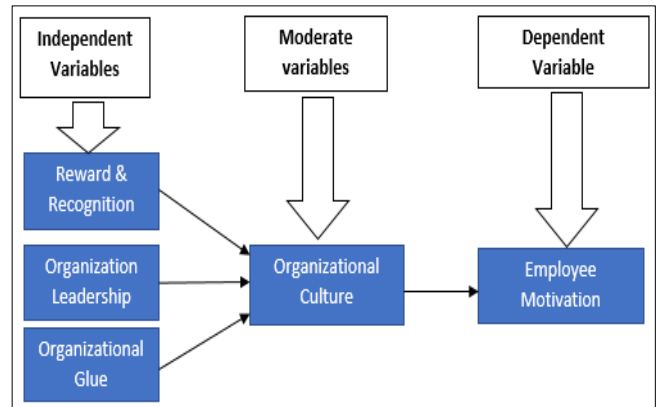 Independent
Variables
Moderate
variables
Dependent
Variable
Reward &
Recognition
Organization
Leadership
Organizational
Glue
Organizational
Culture
Employee
Motivation